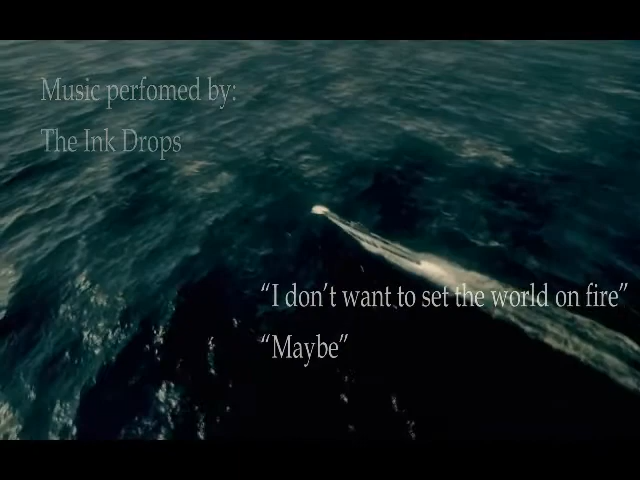 Music perfomed by:
The Ink Drops
“I don’t want to set the world on fire”
“Maybe”